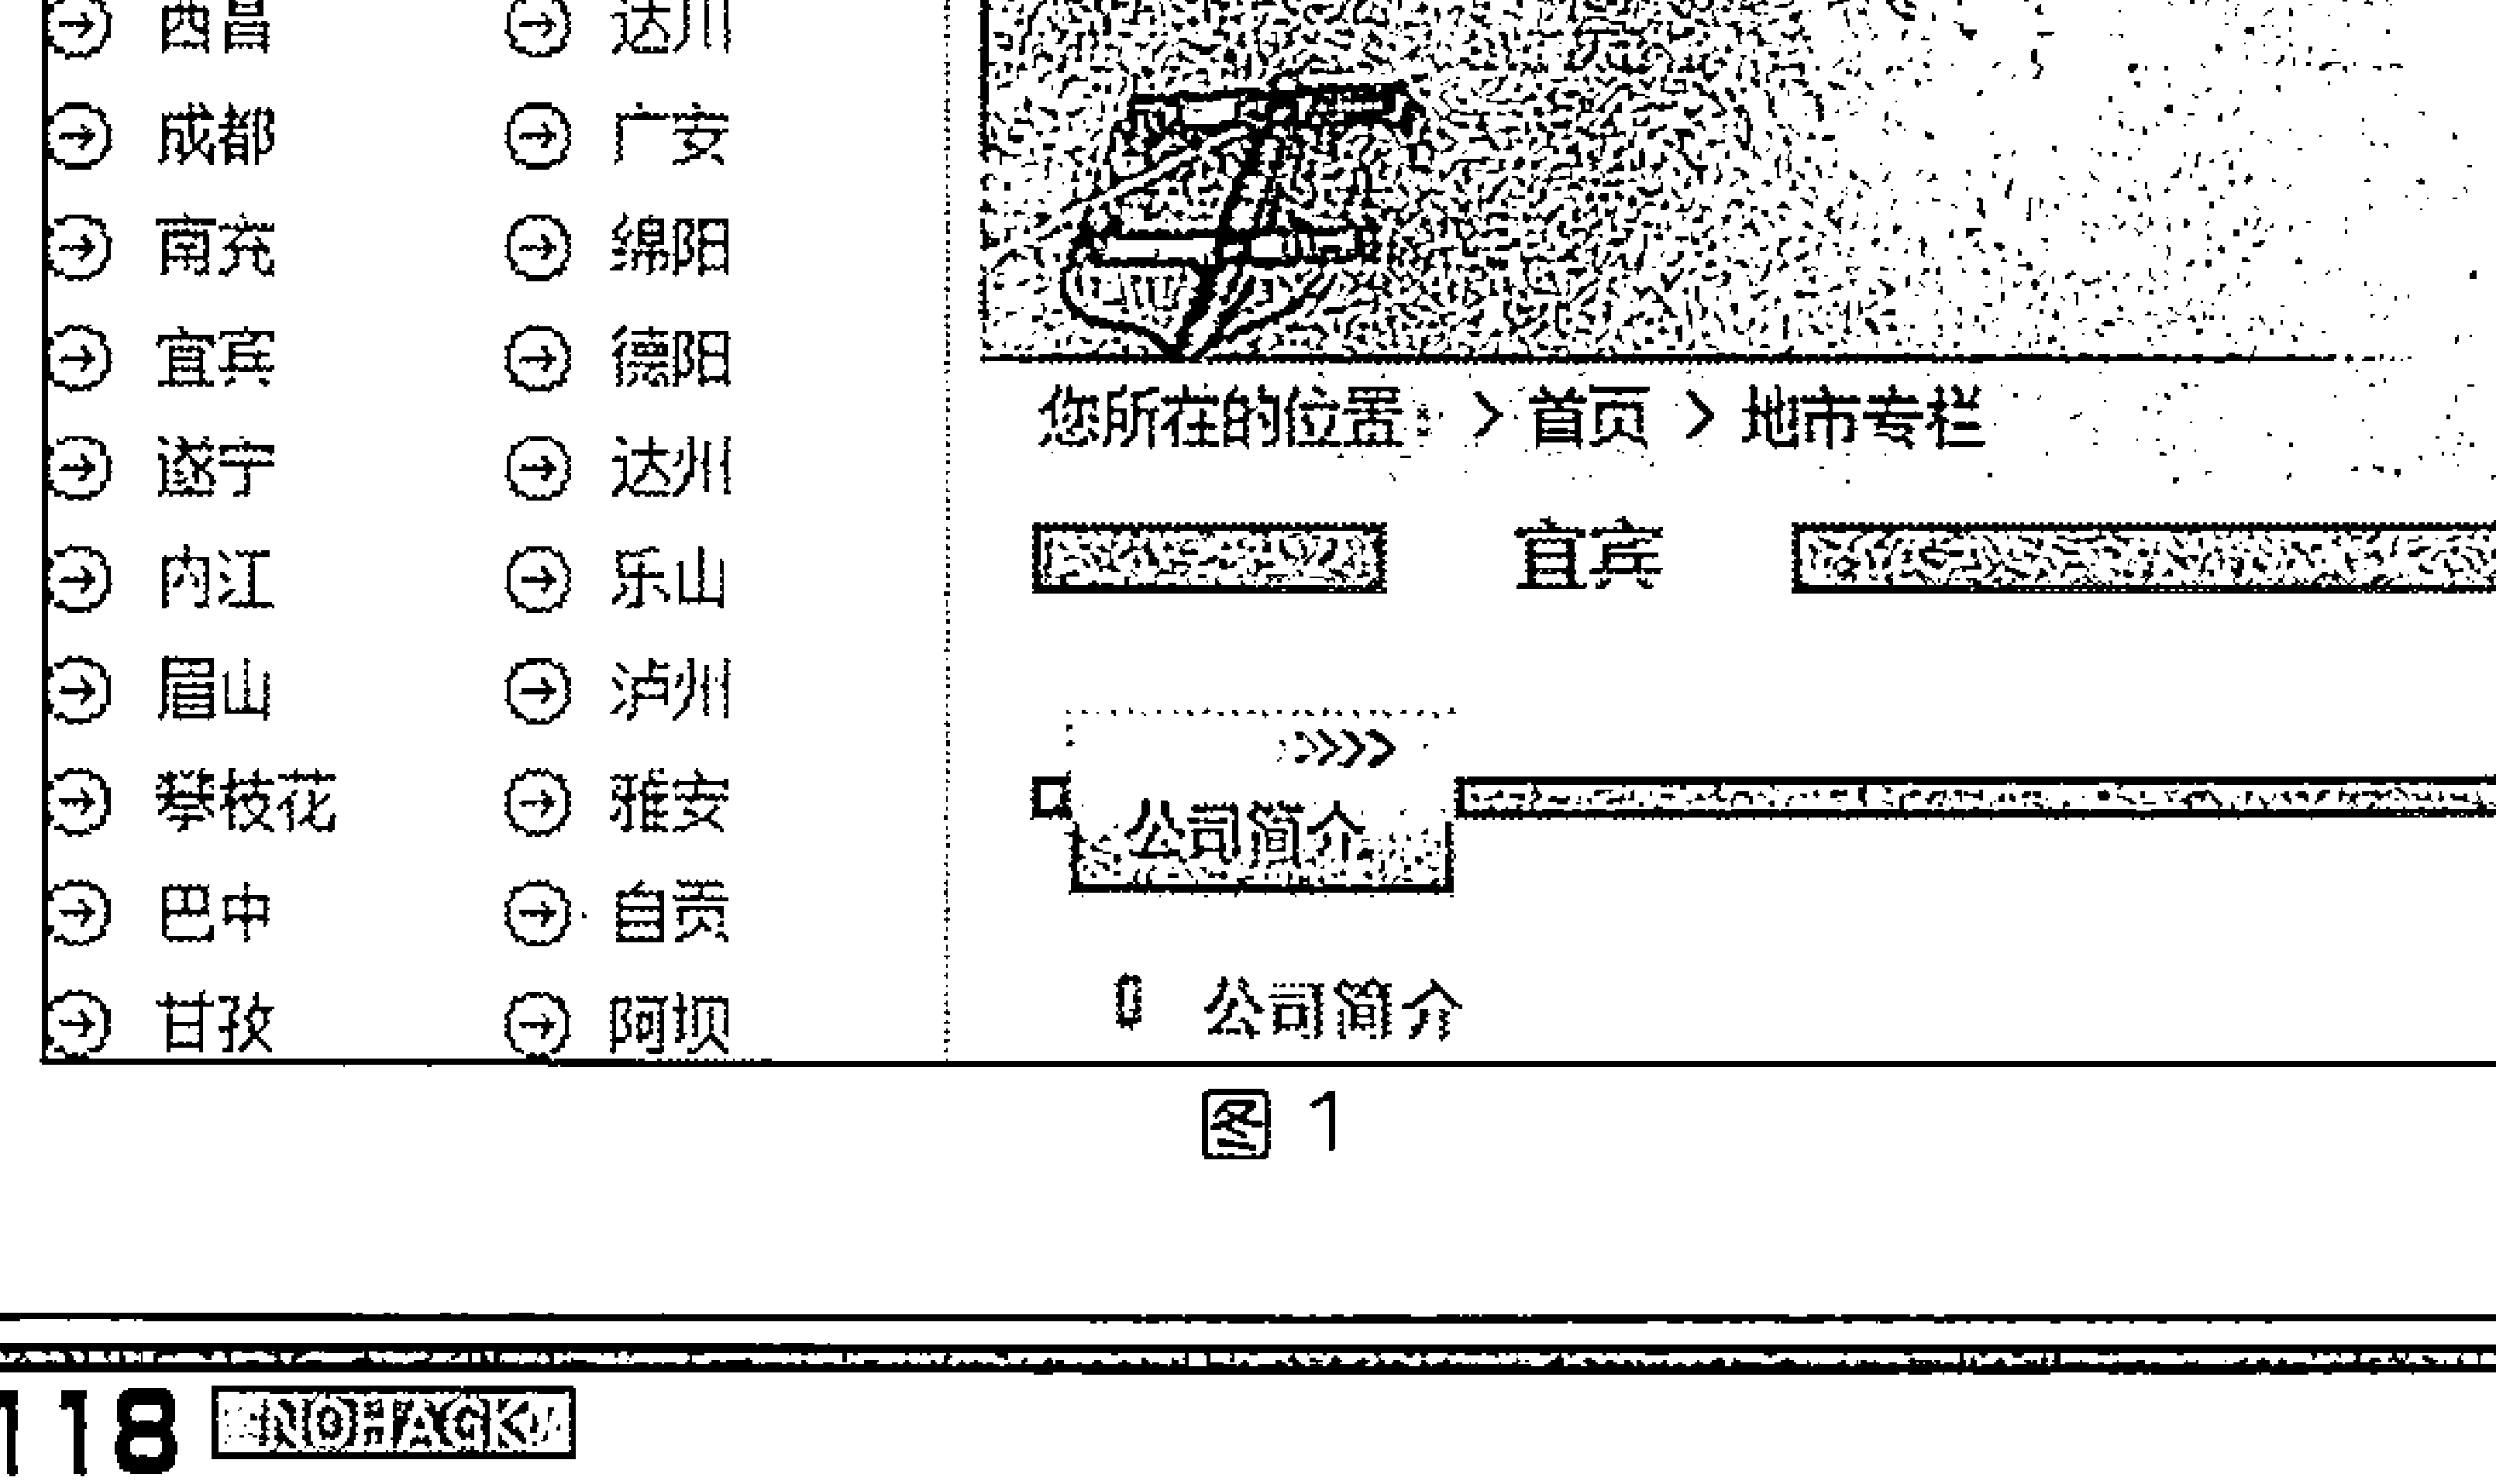 西昌 达川
成都 广安
南充 绵阳
宜宾 德阳
遂宁 达州
内江 乐山
眉山 泸州
攀枝花 雅安
巴中 自贡
甘孜 阿坝
您所在的位置: > 首页 > 地市专栏
宜宾
公司简介
公司简介
图 1
118 NOHACK